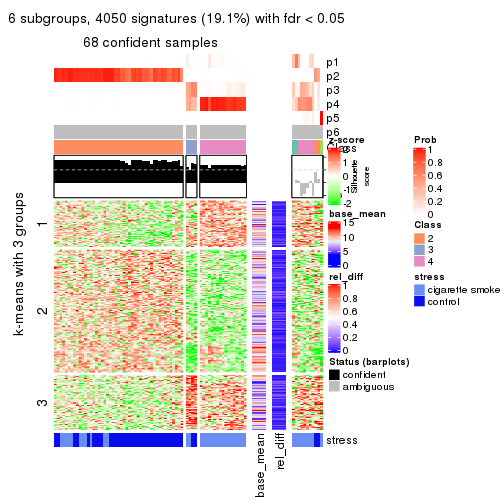 6 subgroups, 4050 signatures (19.1%) with fdr < 0.05
68 confident samples
p1
p2
p3
p4
p5
p6
Class
Silhouette
score
k-means with 3 groups
1
2
3
base_mean
rel_diff
stress
z-score
2
1
0
-1
-2
base_mean
15
10
5
0
rel_diff
1
0.8
0.6
0.4
0.2
0
Status (barplots)
confident
ambiguous
Prob
1
0.8
0.6
0.4
0.2
0
Class
2
3
4
stress
cigarette smoke
control